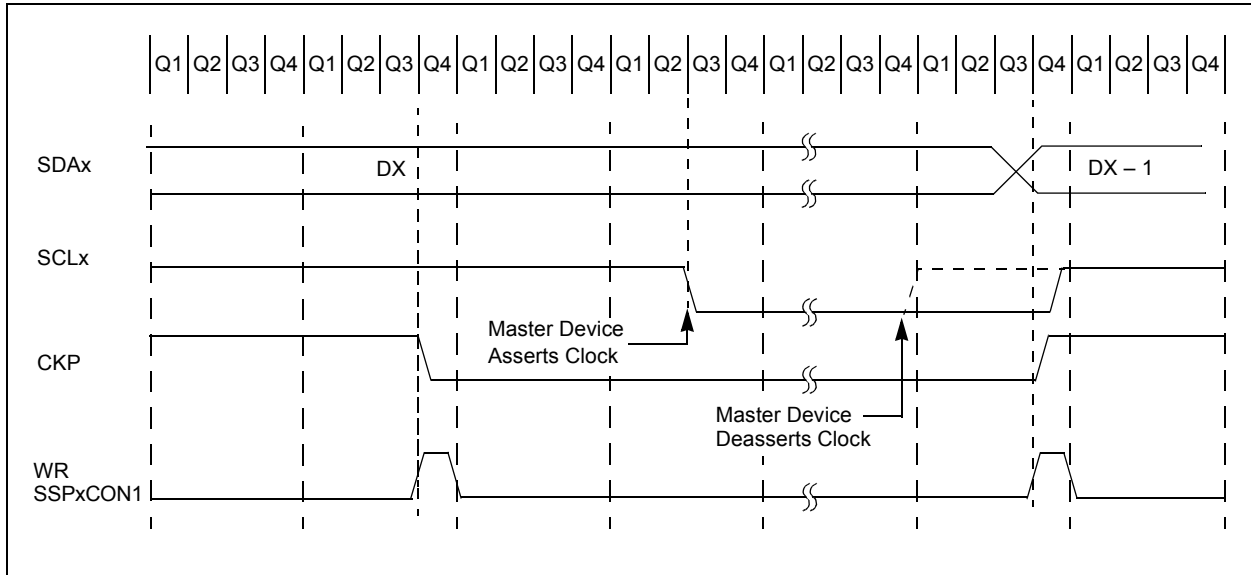 Q1 Q2 Q3 Q4 Q1 Q2 Q3 Q4 Q1 Q2 Q3 Q4 Q1 Q2 Q3 Q4 Q1 Q2 Q3 Q4 Q1 Q2 Q3 Q4 Q1 Q2 Q3 Q4
SDAx
DX
DX – 1
SCLx
Master Device
Asserts Clock
CKP
Master Device
Deasserts Clock
WR
SSPxCON1